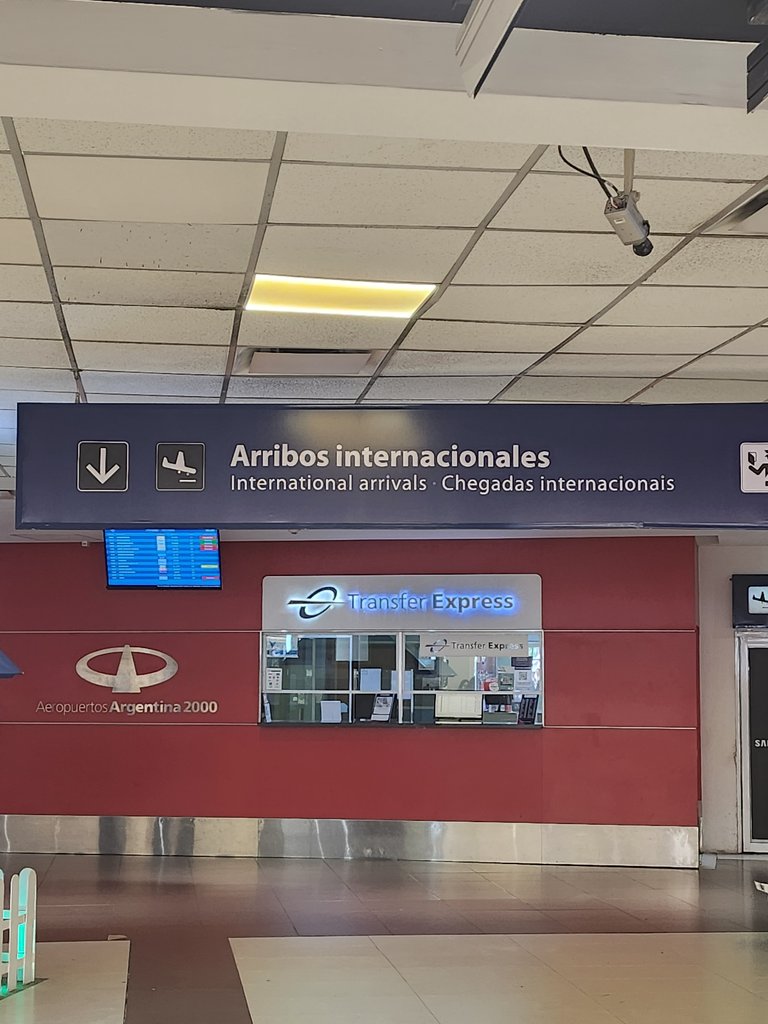 Arribos internacionales
International arrivals · Chegadas internacionais
Transfer Express
Transfer Express
Aeropuertos Argentina 2000